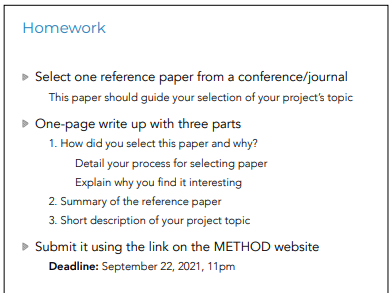 Homework
Select one reference paper from a conference/journal
This paper should guide your selection of your project's topic
One-page write up with three parts
1. How did you select this paper and why?
Detail your process for selecting paper
Explain why you find it interesting
2. Summary of the reference paper
3. Short description of your project topic
Submit it using the link on the METHOD website
Deadline: September 22, 2021, 11pm